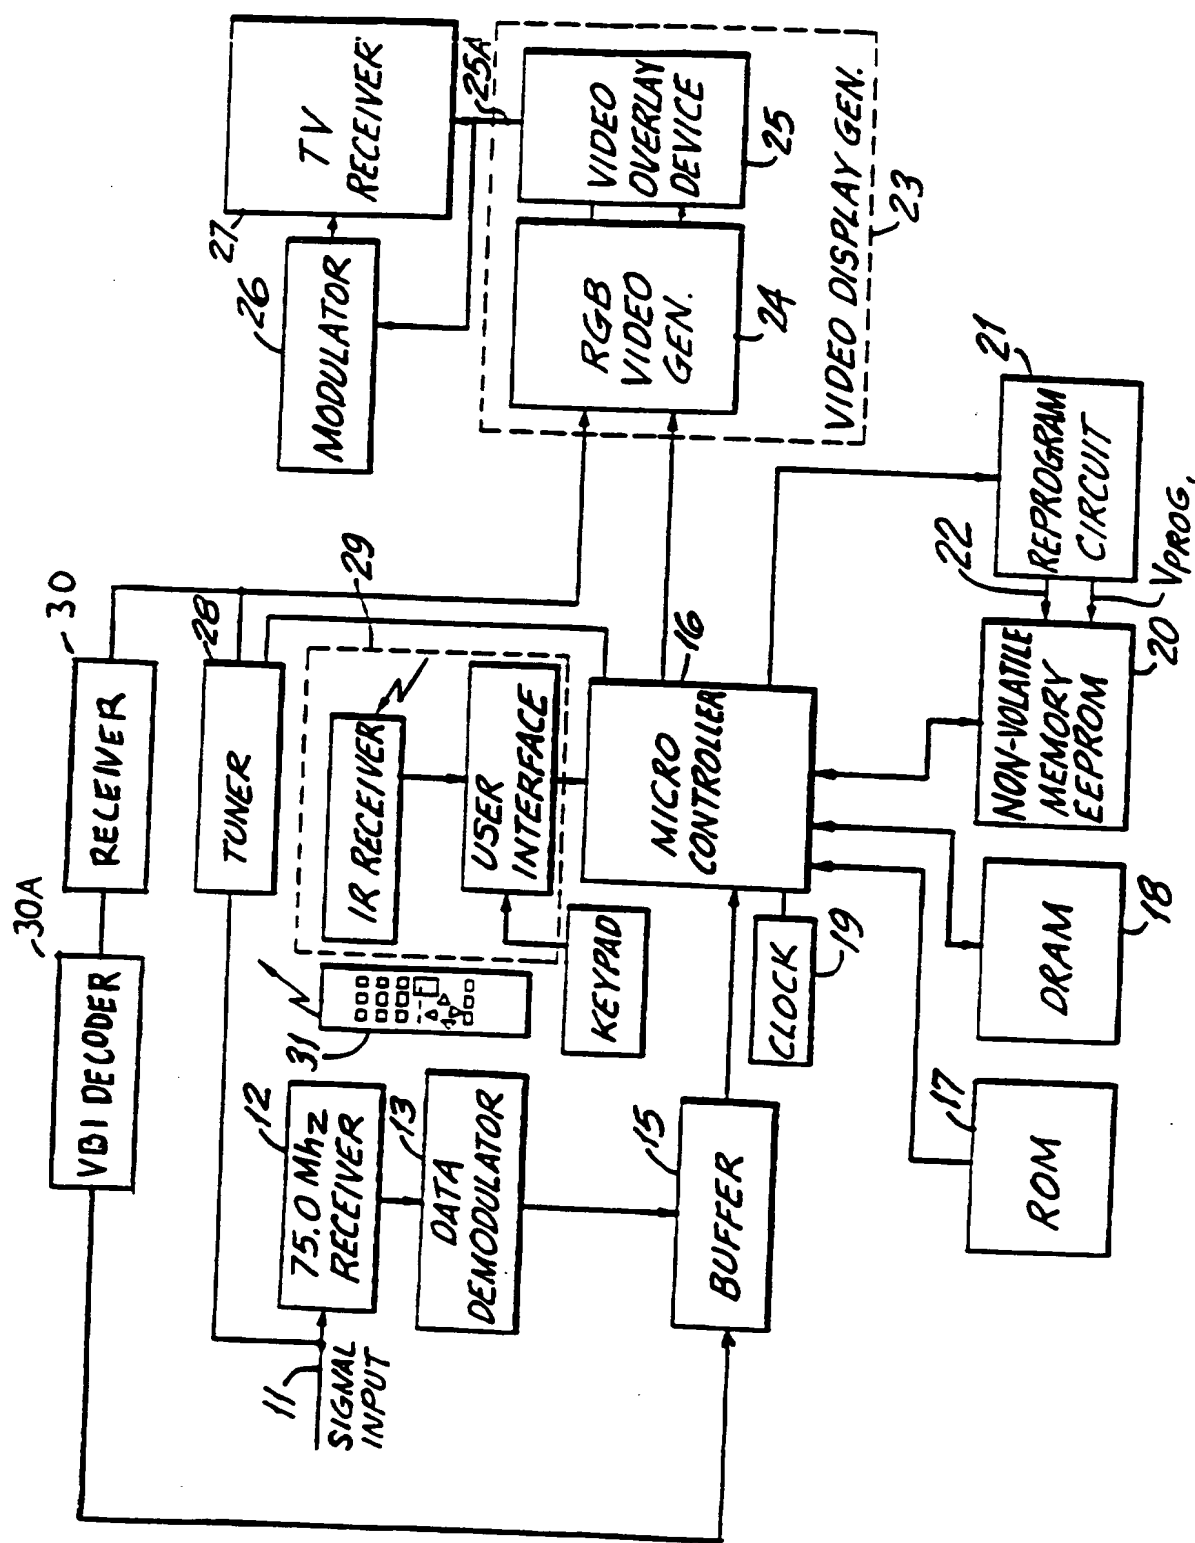 30A
VBI DECODER
30
RECEIVER
28
TUNER
29
IR RECEIVER
USER
INTERFACE
31
KEYPAD
11
SIGNAL
INPUT
12
75.0 Mhz
RECEIVER
13
DATA
DEMODULATOR
15
BUFFER
16
MICRO
CONTROLLER
CLOCK
19
17
ROM
DRAM
18
NON-VOLATILE
MEMORY
EEPROM
20
22
VPROG.
21
REPROGRAM
CIRCUIT
26
MODULATOR
27
TV
RECEIVER
25A
RGB
VIDEO
GEN.
24
VIDEO
OVERLAY
DEVICE
25
VIDEO DISPLAY GEN.
23